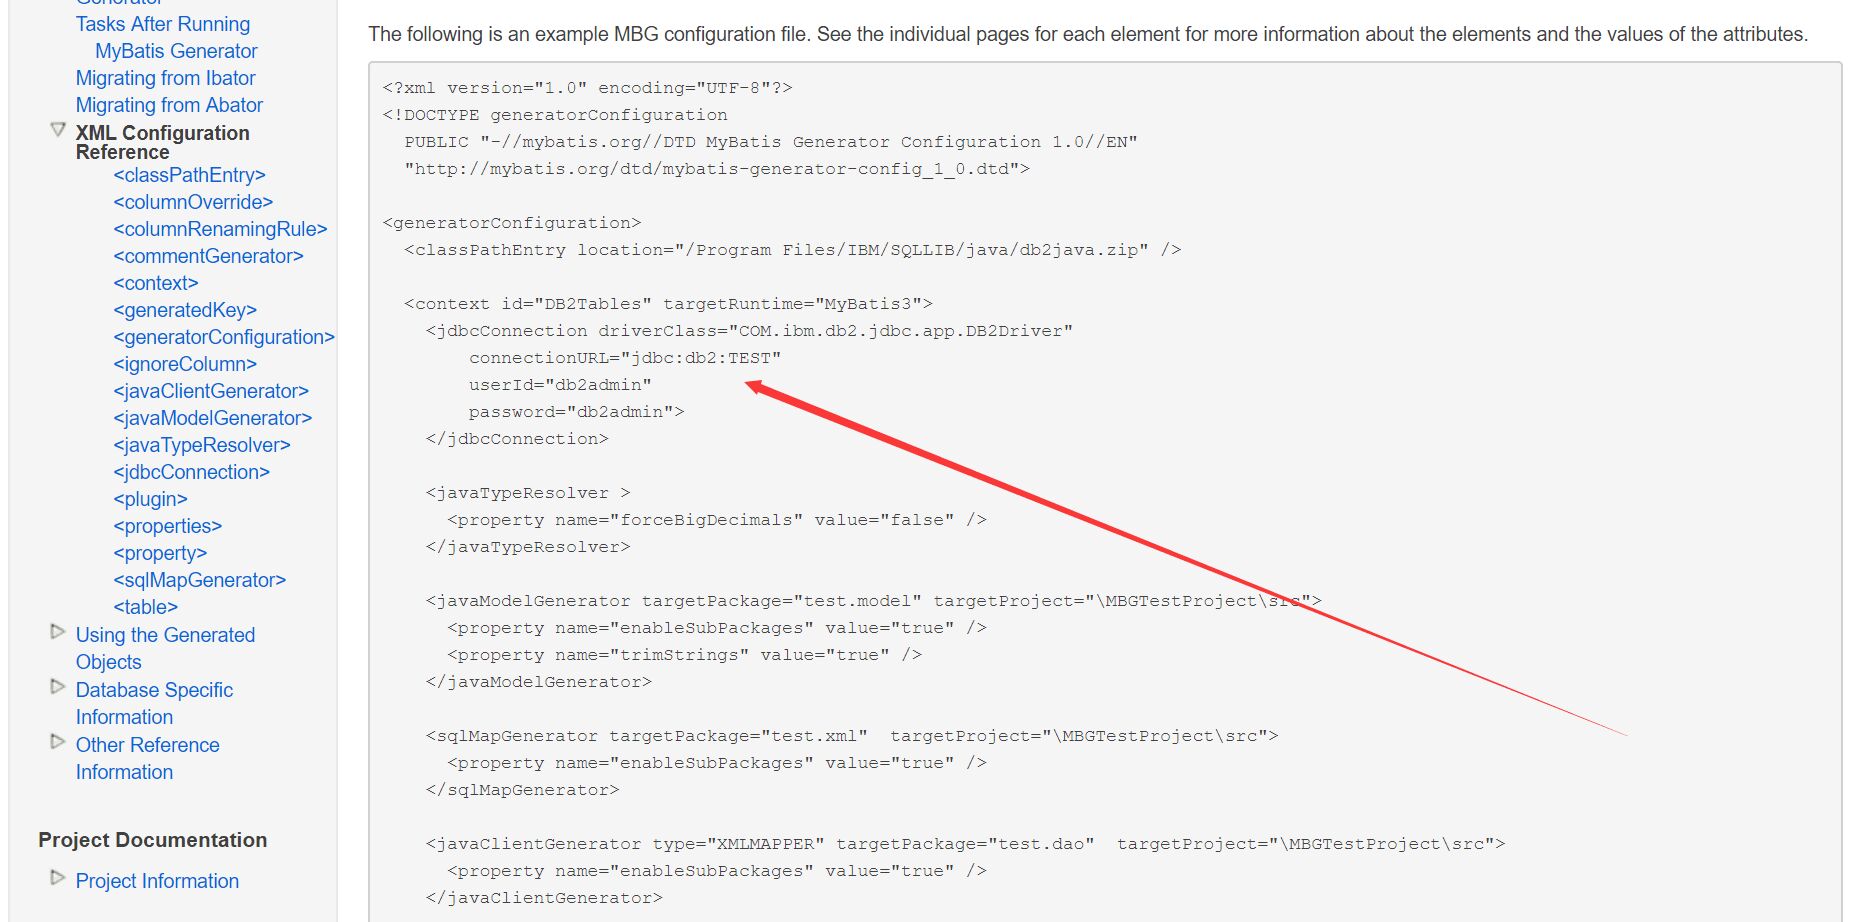 Generator
Tasks After Running
MyBatis Generator
Migrating from Ibator
Migrating from Abator
XML Configuration
Reference
<classPathEntry>
<columnOverride>
<columnRenamingRule>
<commentGenerator>
<context>
<generatedKey>
<generatorConfiguration>
<ignoreColumn>
<javaClientGenerator>
<javaModelGenerator>
<javaTypeResolver>
<jdbcConnection>
<plugin>
<properties>
<property>
<sqlMapGenerator>
<table>
Using the Generated
Objects
Database Specific
Information
Other Reference
Information
Project Documentation
Project Information
The following is an example MBG configuration file. See the individual pages for each element for more information about the elements and the values of the attributes.
<?xml version="1.0" encoding="UTF-8"?>
<!DOCTYPE generatorConfiguration
PUBLIC "-//mybatis.org//DTD MyBatis Generator Configuration 1.0//EN"
"http://mybatis.org/dtd/mybatis-generator-config_1_0.dtd">
<generatorConfiguration>
<classPathEntry location="/Program Files/IBM/SQLLIB/java/db2java.zip" />
<context id="DB2Tables" targetRuntime="MyBatis3">
<jdbcConnection driverClass="COM.ibm.db2.jdbc.app.DB2Driver"
connectionURL="jdbc:db2:TEST"
userId="db2admin"
password="db2admin">
</jdbcConnection>
<javaTypeResolver >
<property name="forceBigDecimals" value="false" />
</javaTypeResolver>
<javaModelGenerator targetPackage="test.model" targetProject="\MBGTestProject\src">
<property name="enableSubPackages" value="true" />
<property name="trimStrings" value="true" />
</javaModelGenerator>
<sqlMapGenerator targetPackage="test.xml"  targetProject="\MBGTestProject\src">
<property name="enableSubPackages" value="true" />
</sqlMapGenerator>
<javaClientGenerator type="XMLMAPPER" targetPackage="test.dao"  targetProject="\MBGTestProject\src">
<property name="enableSubPackages" value="true" />
</javaClientGenerator>